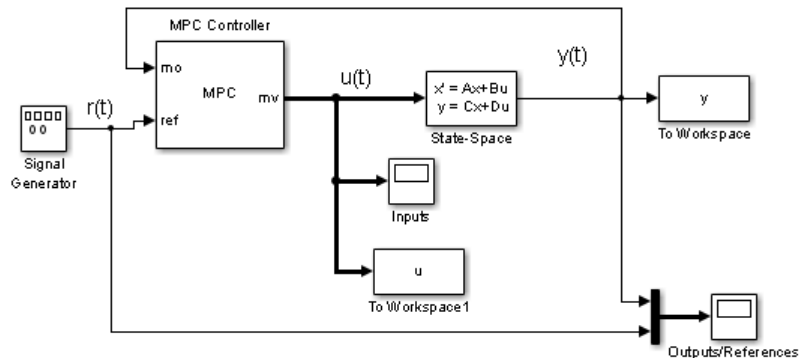 MPC Controller
mo
MPC
mv
ref
r(t)
Signal
Generator
u(t)
x' = Ax+Bu
y = Cx+Du
State-Space
y(t)
y
To Workspace
Inputs
u
To Workspace1
Outputs/References